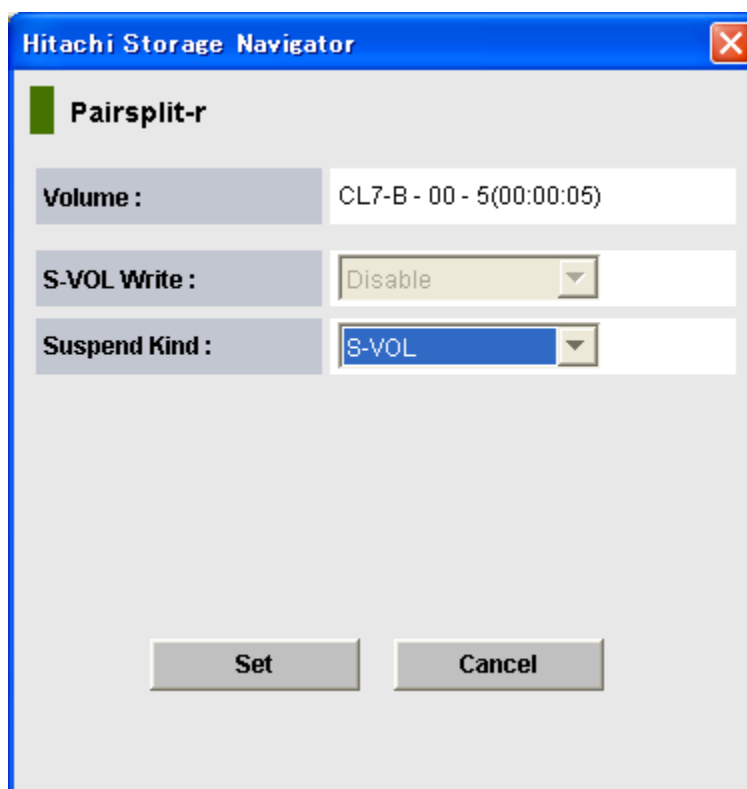 Hitachi Storage Navigator
Pairsplit-r
Volume : CL7-B - 00 - 5(00:00:05)
S-VOL Write : Disable
Suspend Kind : S-VOL
Set Cancel